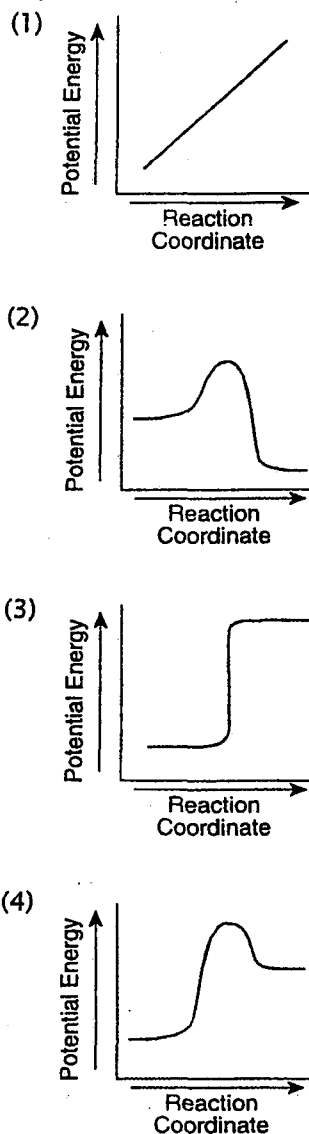 (1)
Potential Energy
Reaction
Coordinate
(2)
Potential Energy
Reaction
Coordinate
(3)
Potential Energy
Reaction
Coordinate
(4)
Potential Energy
Reaction
Coordinate